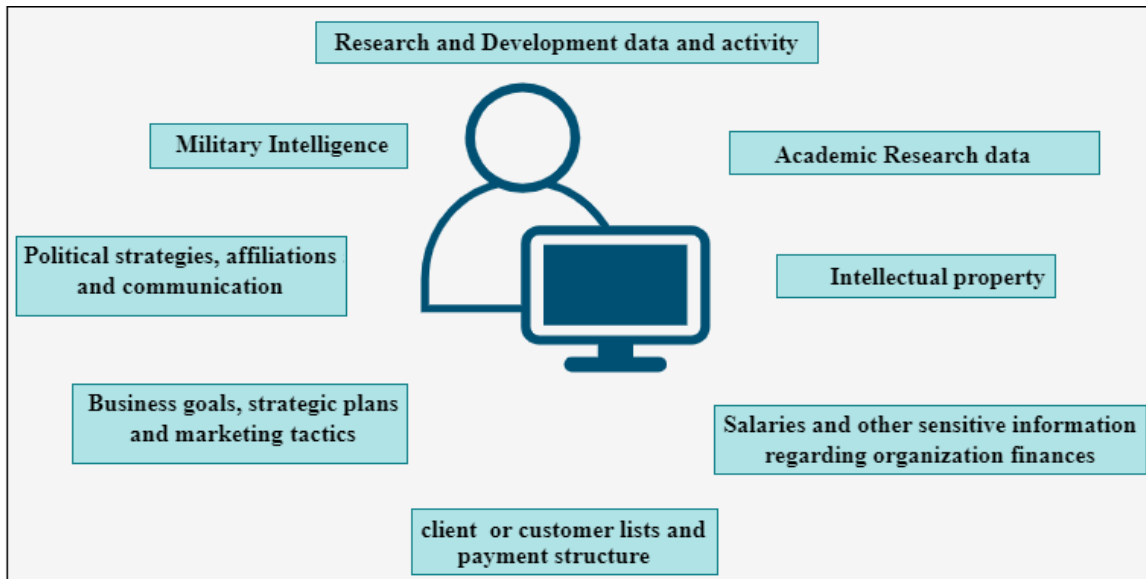 Research and Development data and activity
Military Intelligence
Academic Research data
Political strategies, affiliations
and communication
Intellectual property
Business goals, strategic plans
and marketing tactics
Salaries and other sensitive information
regarding organization finances
client or customer lists and
payment structure